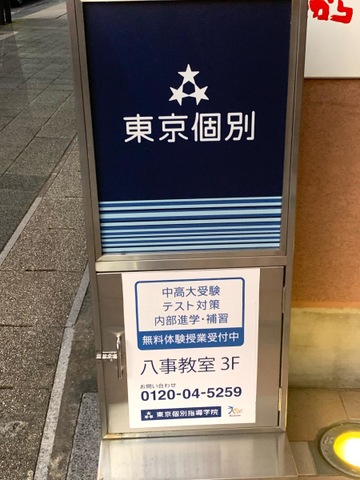 から
東京個別
中高大受験
テスト対策
内部進学・補習
無料体験授業受付中
八事教室 3F
お問い合わせ
0120-04-5259
東京個別指導学院